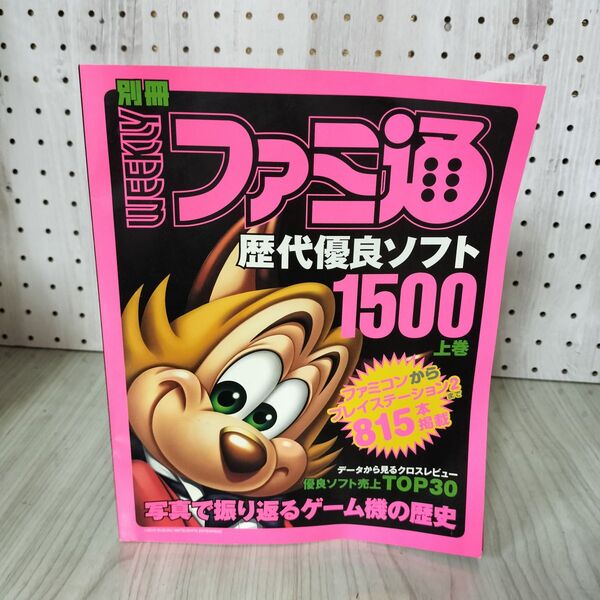 別冊
WEEKLY
ファミ通
歴代優良ソフト
1500
上巻
ファミコンから
プレイステーション2まで
815本掲載
データから見るクロスレビュー
優良ソフト売上TOP30
写真で振り返るゲーム機の歴史